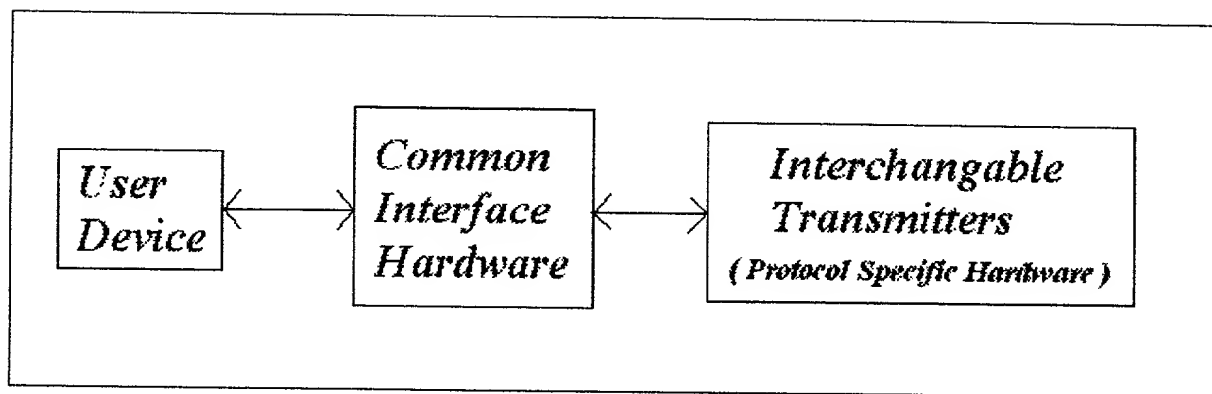 User
Device
Common
Interface
Hardware
Interchangable
Transmitters
( Protocol Specific Hardware )